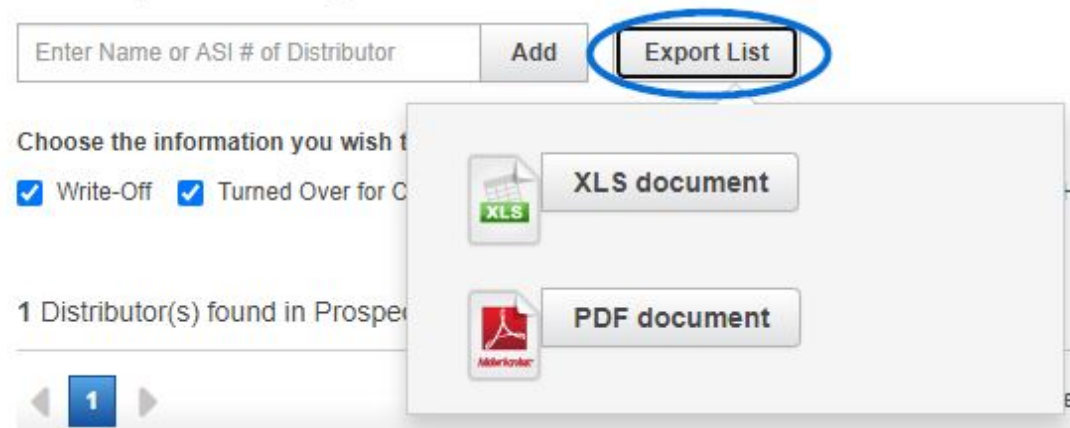 Enter Name or ASI # of Distributor Add Export List
Choose the information you wish t
Write-Off Turned Over for C
XLS
XLS document
1 Distributor(s) found in Prospe
PDF document
1